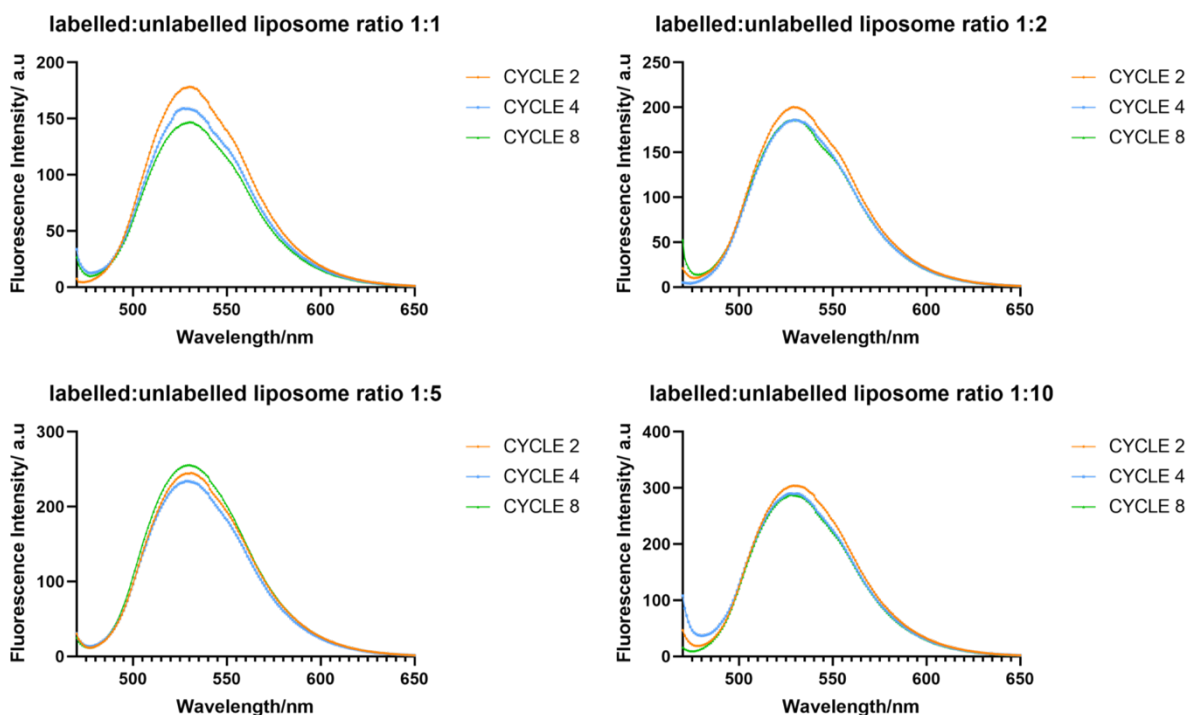 labelled:unlabelled liposome ratio 1:1
Fluorescence Intensity/ a.u
200
150
100
50
0
500
550
600
650
Wavelength/nm
CYCLE 2
CYCLE 4
CYCLE 8
labelled:unlabelled liposome ratio 1:2
Fluorescence Intensity/ a.u
250
200
150
100
50
0
500
550
600
650
Wavelength/nm
CYCLE 2
CYCLE 4
CYCLE 8
labelled:unlabelled liposome ratio 1:5
Fluorescence Intensity/ a.u
300
200
100
0
500
550
600
650
Wavelength/nm
CYCLE 2
CYCLE 4
CYCLE 8
labelled:unlabelled liposome ratio 1:10
Fluorescence Intensity/ a.u
400
300
200
100
0
500
550
600
650
Wavelength/nm
CYCLE 2
CYCLE 4
CYCLE 8